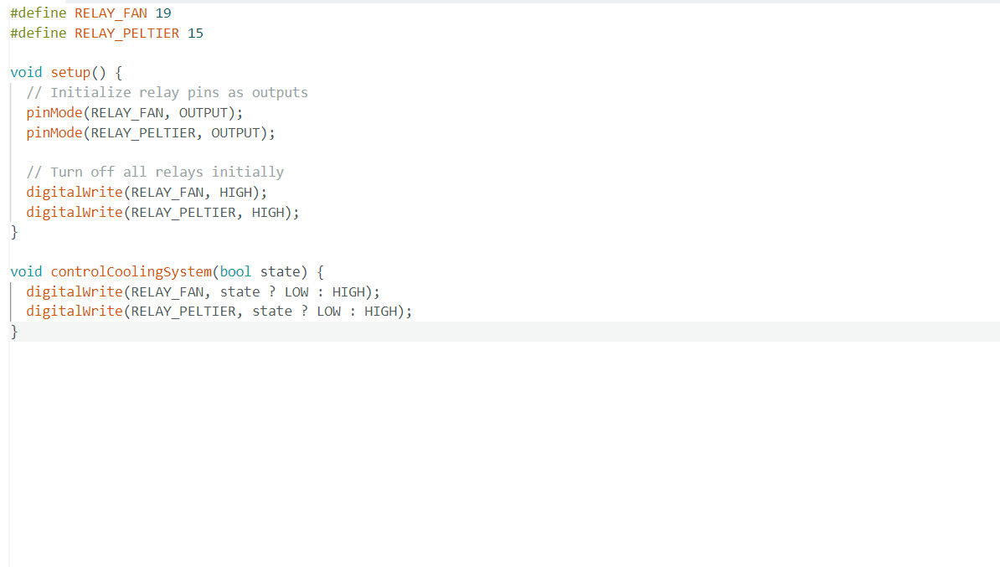 #define RELAY_FAN 19
#define RELAY_PELTIER 15
void setup() {
// Initialize relay pins as outputs
pinMode(RELAY_FAN, OUTPUT);
pinMode(RELAY_PELTIER, OUTPUT);
// Turn off all relays initially
digitalWrite(RELAY_FAN, HIGH);
digitalWrite(RELAY_PELTIER, HIGH);
}
void controlCoolingSystem(bool state) {
digitalWrite(RELAY_FAN, state ? LOW : HIGH);
digitalWrite(RELAY_PELTIER, state ? LOW : HIGH);
}